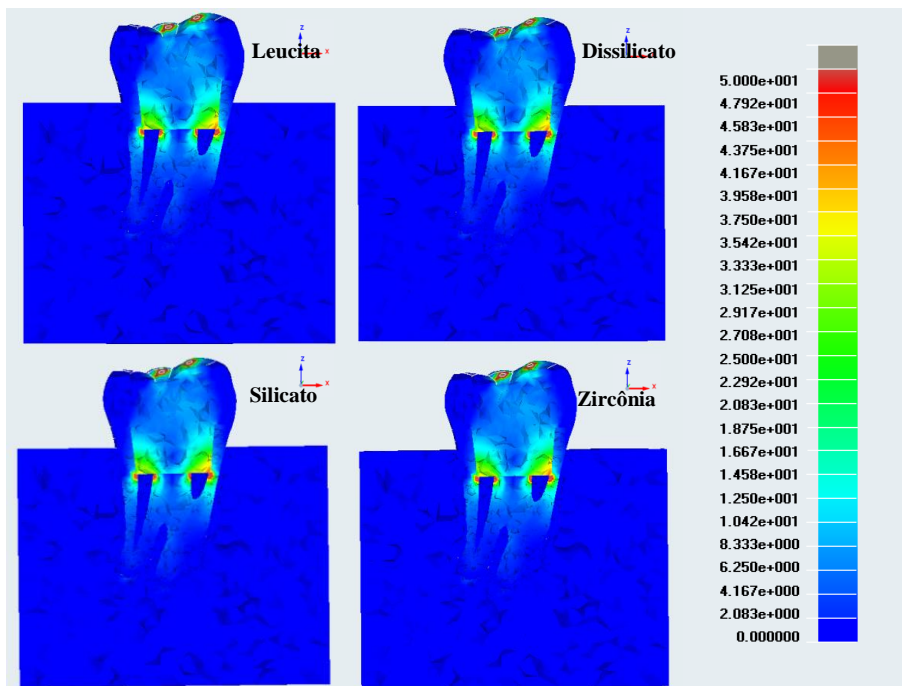 z
x
Leucita
z
x
Dissilicato
z
x
Silicato
z
x
Zircônia
5.000e+001
4.792e+001
4.583e+001
4.375e+001
4.167e+001
3.958e+001
3.750e+001
3.542e+001
3.333e+001
3.125e+001
2.917e+001
2.708e+001
2.500e+001
2.292e+001
2.083e+001
1.875e+001
1.667e+001
1.458e+001
1.250e+001
1.042e+001
8.333e+000
6.250e+000
4.167e+000
2.083e+000
0.000000